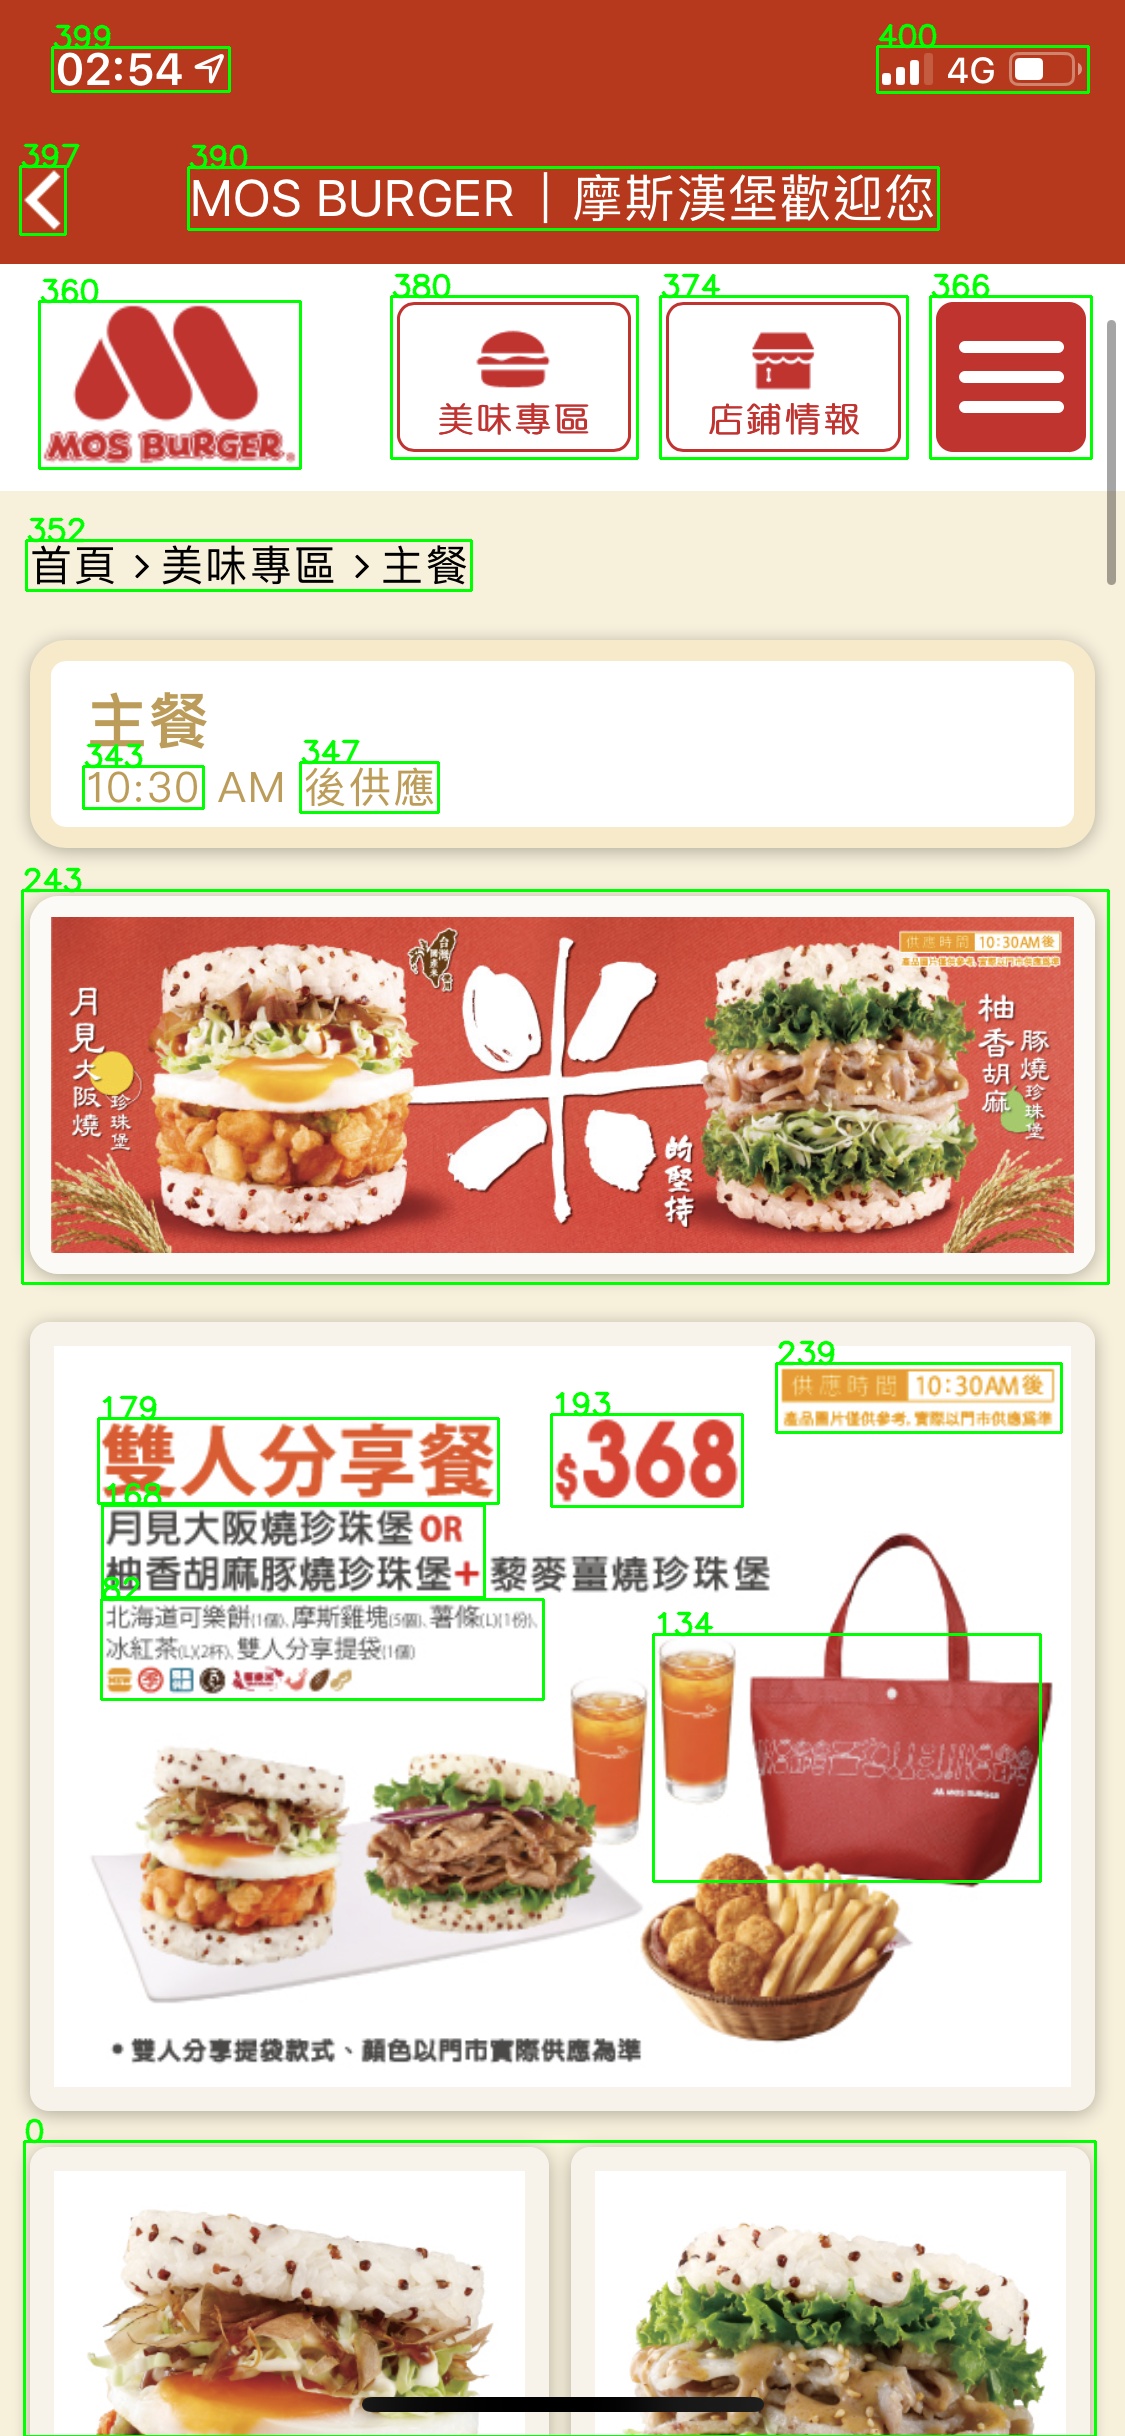 399
02:54
400
4G
397
390
MOS BURGER | 摩斯漢堡歡迎您
360
MOS BURGER.
380
美味專區
374
店鋪情報
366
352
首頁 > 美味專區 > 主餐
主餐
343
347
10:30 AM 後供應
243
月見大阪燒
珍珠堡
米
的堅持
供應時間 10:30AM後
產品圖片僅供參考,實際以門市供應為準
柚香胡麻
豚燒珍珠堡
239
供應時間 10:30AM後
產品圖片僅供參考,實際以門市供應為準
179
雙人分享餐
193
$368
168
月見大阪燒珍珠堡OR
柚香胡麻豚燒珍珠堡+藜麥薑燒珍珠堡
82
北海道可樂餅(1個)、摩斯雞塊(5個)、薯條(L)(1份)、
冰紅茶(L)(2杯)、雙人分享提袋(1個)
134
MOS BURGER
• 雙人分享提袋款式、顏色以門市實際供應為準
0